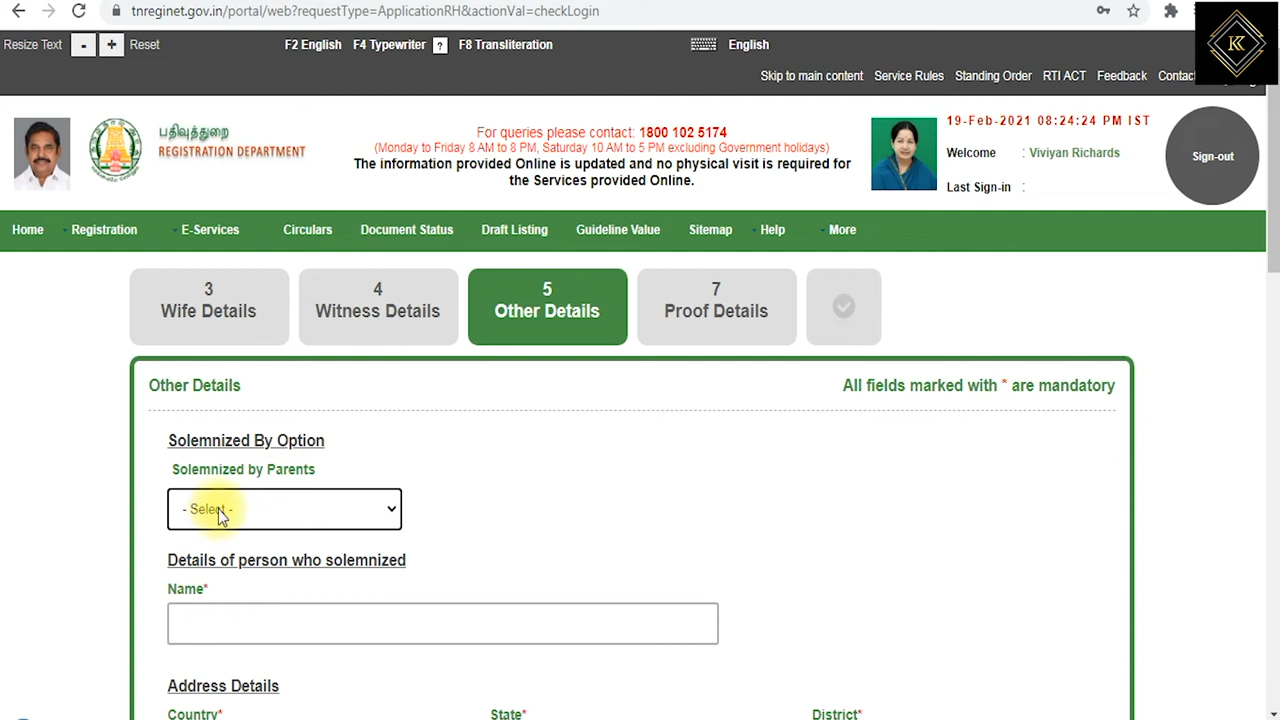 tnreginet.gov.in/portal/web?requestType=ApplicationRH&actionVal=checkLogin
Resize Text - + Reset F2 English F4 Typewriter ? F8 Transliteration English
Skip to main content Service Rules Standing Order RTI ACT Feedback Contact
பதிவுத்துறை
REGISTRATION DEPARTMENT
For queries please contact: 1800 102 5174
(Monday to Friday 8 AM to 8 PM, Saturday 10 AM to 5 PM excluding Government holidays)
The information provided Online is updated and no physical visit is required for
the Services provided Online.
19-Feb-2021 08:24:24 PM IST
Welcome : Viviyan Richards
Last Sign-in :
Sign-out
Home Registration E-Services Circulars Document Status Draft Listing Guideline Value Sitemap Help More
3
Wife Details
4
Witness Details
5
Other Details
7
Proof Details
Other Details All fields marked with * are mandatory
Solemnized By Option
Solemnized by Parents
- Select -
Details of person who solemnized
Name*
Address Details
Country* State* District*